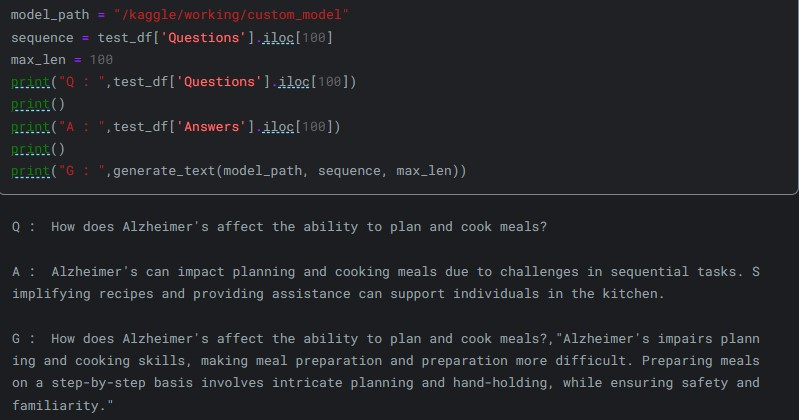 model_path = "/kaggle/working/custom_model"
sequence = test_df['Questions'].iloc[100]
max_len = 100
print("Q : ",test_df['Questions'].iloc[100])
print()
print("A : ",test_df['Answers'].iloc[100])
print()
print("G : ",generate_text(model_path, sequence, max_len))
Q :  How does Alzheimer's affect the ability to plan and cook meals?
A :  Alzheimer's can impact planning and cooking meals due to challenges in sequential tasks. S
implifying recipes and providing assistance can support individuals in the kitchen.
G :  How does Alzheimer's affect the ability to plan and cook meals?,"Alzheimer's impairs plann
ing and cooking skills, making meal preparation and preparation more difficult. Preparing meals
on a step-by-step basis involves intricate planning and hand-holding, while ensuring safety and
familiarity."